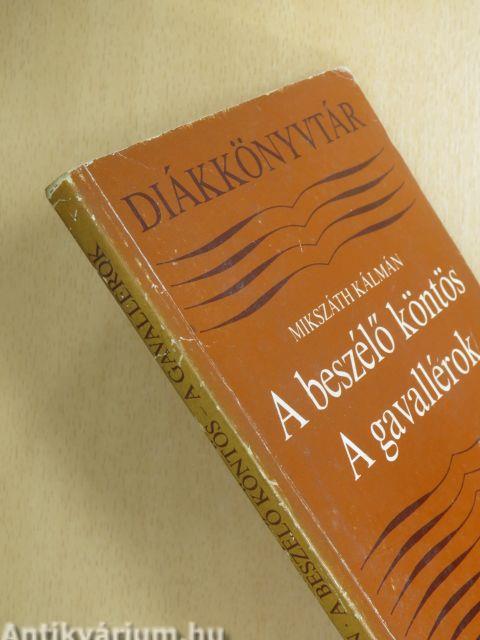 DIÁKKÖNYVTÁR
MIKSZÁTH KÁLMÁN
A beszélő köntös
A gavallérok
A BESZÉLŐ KÖNTÖS - A GAVALLÉROK
Antikvárium.hu